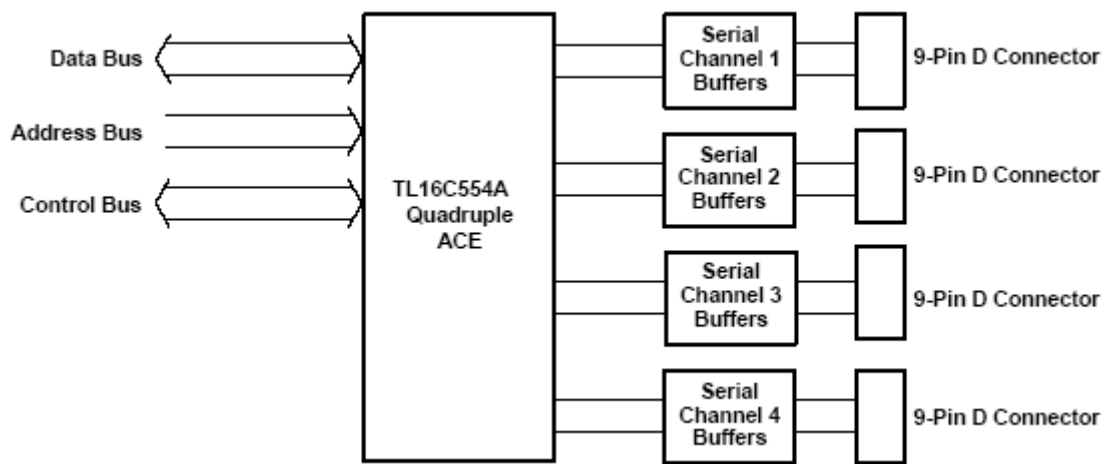 Data Bus
Address Bus
Control Bus
TL16C554A
Quadruple
ACE
Serial
Channel 1
Buffers
9-Pin D Connector
Serial
Channel 2
Buffers
9-Pin D Connector
Serial
Channel 3
Buffers
9-Pin D Connector
Serial
Channel 4
Buffers
9-Pin D Connector